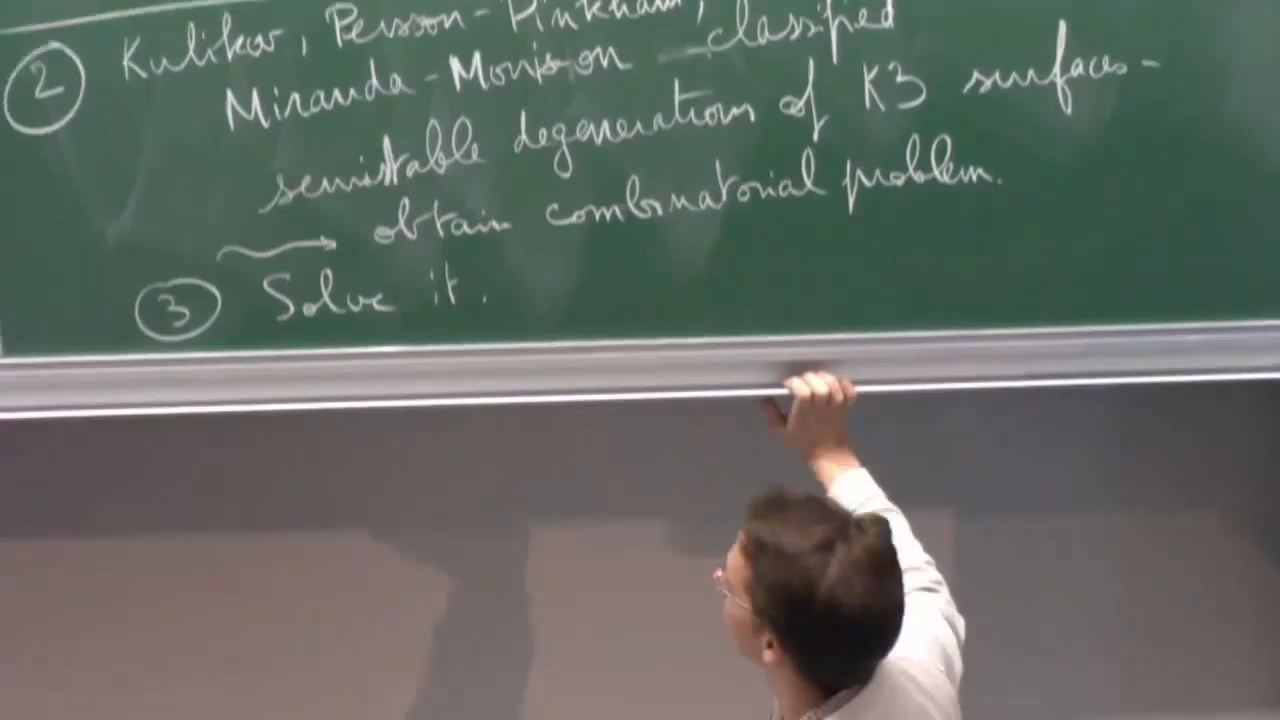 ② Kulikov, Persson-Pinkham,
Miranda-Morrison - classified
semistable degenerations of K3 surfaces -
⟿ obtain combinatorial problem.
③ Solve it.